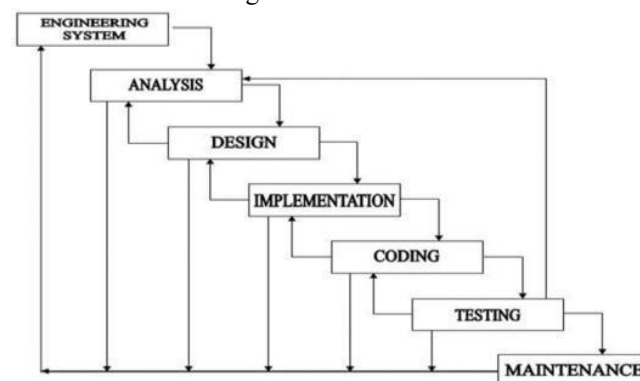 ENGINEERING
SYSTEM
ANALYSIS
DESIGN
IMPLEMENTATION
CODING
TESTING
MAINTENANCE